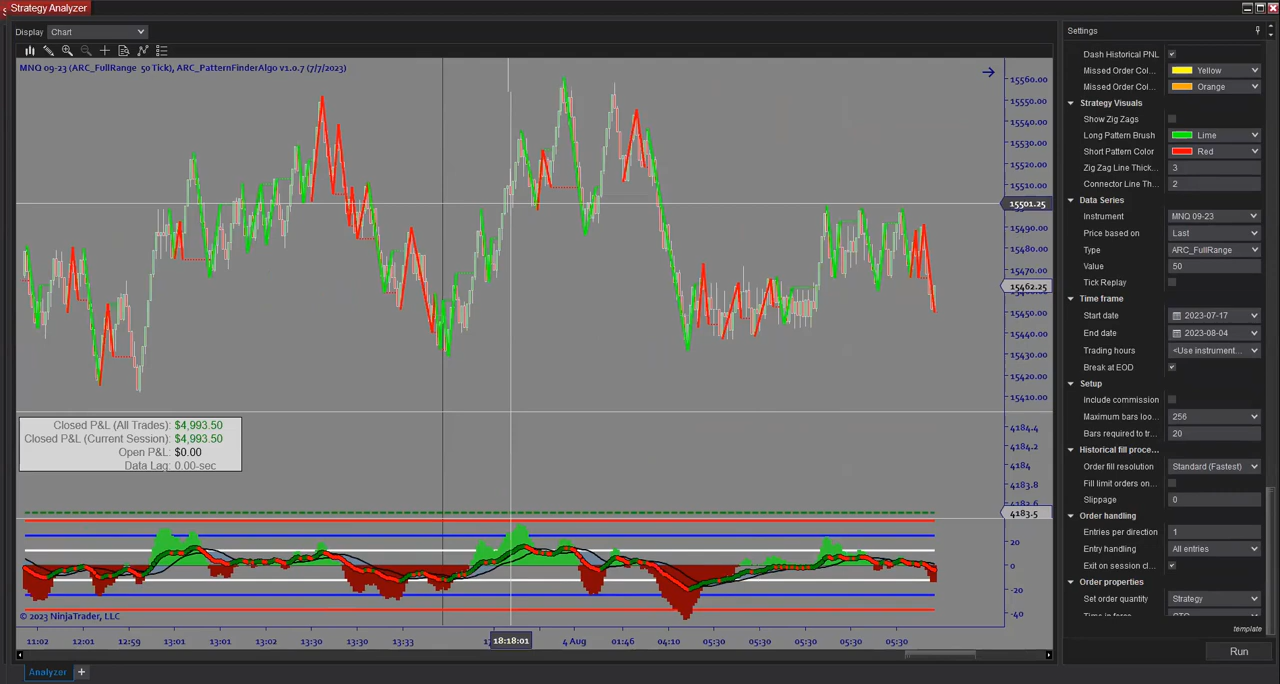 Strategy Analyzer
Display Chart
MNQ 09-23 (ARC_FullRange 50 Tick), ARC_PatternFinderAlgo v1.0.7 (7/7/2023)
15560.00
15550.00
15540.00
15530.00
15520.00
15510.00
15501.25
15490.00
15480.00
15470.00
15462.25
15450.00
15440.00
15430.00
15420.00
15410.00
Closed P&L (All Trades): $4,993.50
Closed P&L (Current Session): $4,993.50
Open P&L: $0.00
Data Lag: 0.00-sec
4184.4
4184.2
4184
4183.8
4183.6
4183.5
20
0
-20
-40
© 2023 NinjaTrader, LLC
11:02 12:01 12:59 13:01 13:01 13:02 13:30 13:30 13:33 18:18:01 4 Aug 01:46 04:10 05:30 05:30 05:30 05:30
Analyzer +
Settings
Dash Historical PNL
Missed Order Col... Yellow
Missed Order Col... Orange
Strategy Visuals
Show Zig Zags
Long Pattern Brush Lime
Short Pattern Color Red
Zig Zag Line Thick... 3
Connector Line Th... 2
Data Series
Instrument MNQ 09-23
Price based on Last
Type ARC_FullRange
Value 50
Tick Replay
Time frame
Start date 2023-07-17
End date 2023-08-04
Trading hours <Use instrument...
Break at EOD
Setup
Include commission
Maximum bars loo... 256
Bars required to tr... 20
Historical fill proce...
Order fill resolution Standard (Fastest)
Fill limit orders on...
Slippage 0
Order handling
Entries per direction 1
Entry handling All entries
Exit on session cl...
Order properties
Set order quantity Strategy
template
Run